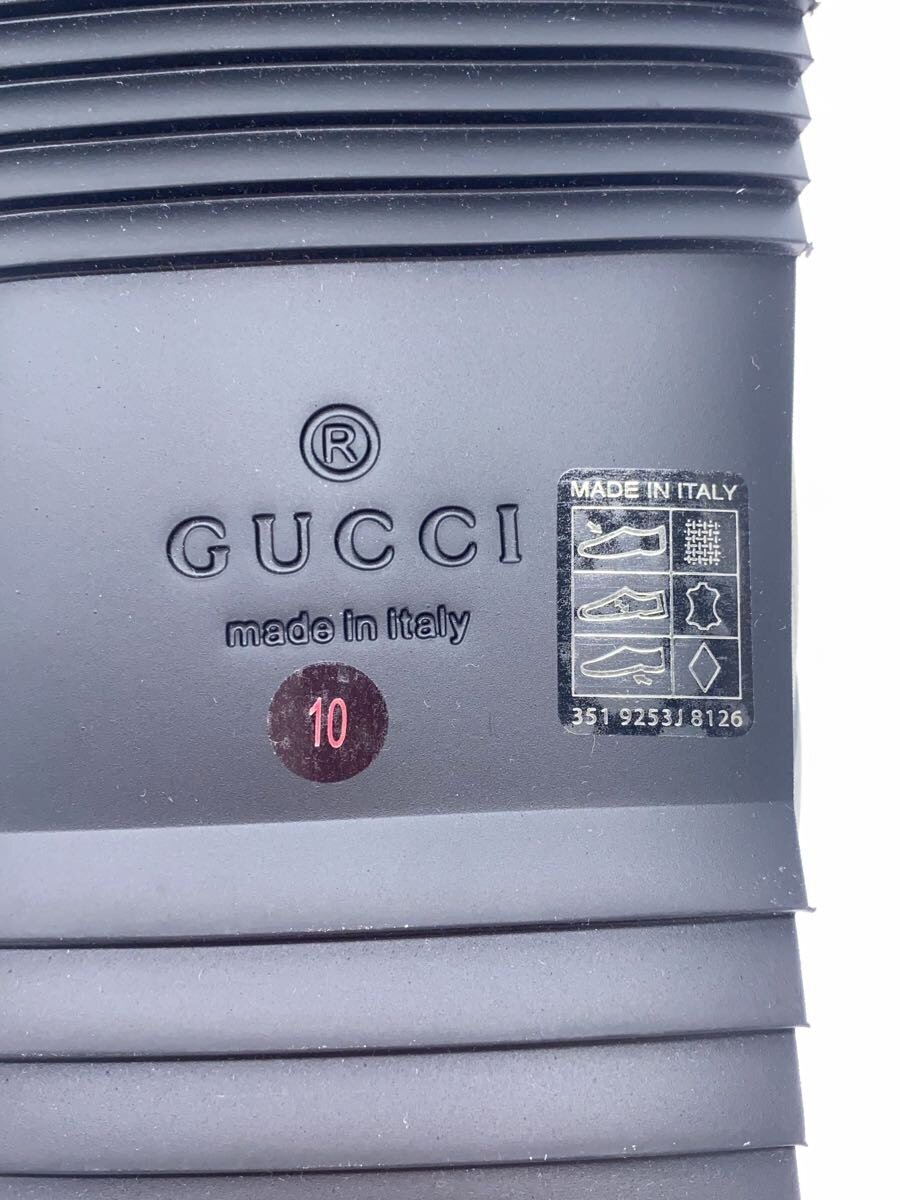 ®
GUCCI
made in italy
10
MADE IN ITALY
351 9253J 8126